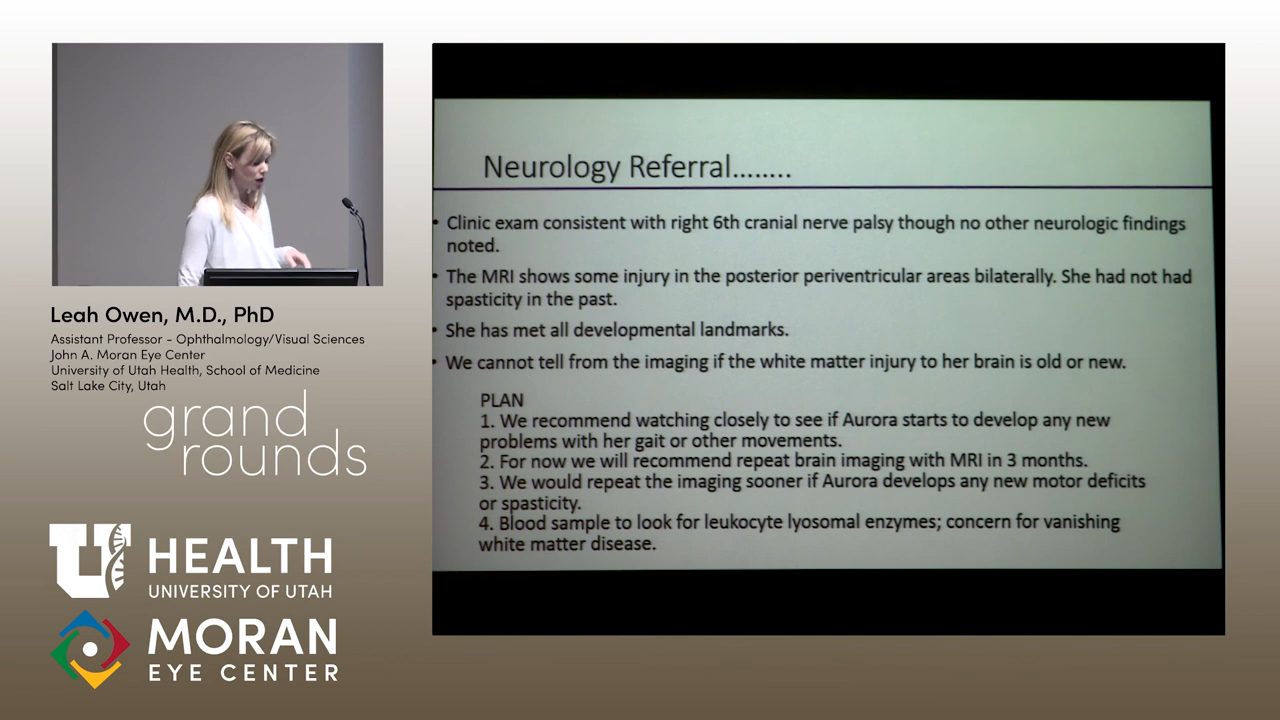 Leah Owen, M.D., PhD
Assistant Professor - Ophthalmology/Visual Sciences
John A. Moran Eye Center
University of Utah Health, School of Medicine
Salt Lake City, Utah
grand
rounds
U HEALTH
UNIVERSITY OF UTAH
MORAN
EYE CENTER
Neurology Referral........
• Clinic exam consistent with right 6th cranial nerve palsy though no other neurologic findings
noted.
• The MRI shows some injury in the posterior periventricular areas bilaterally. She had not had
spasticity in the past.
• She has met all developmental landmarks.
• We cannot tell from the imaging if the white matter injury to her brain is old or new.
PLAN
1. We recommend watching closely to see if Aurora starts to develop any new
problems with her gait or other movements.
2. For now we will recommend repeat brain imaging with MRI in 3 months.
3. We would repeat the imaging sooner if Aurora develops any new motor deficits
or spasticity.
4. Blood sample to look for leukocyte lyosomal enzymes; concern for vanishing
white matter disease.